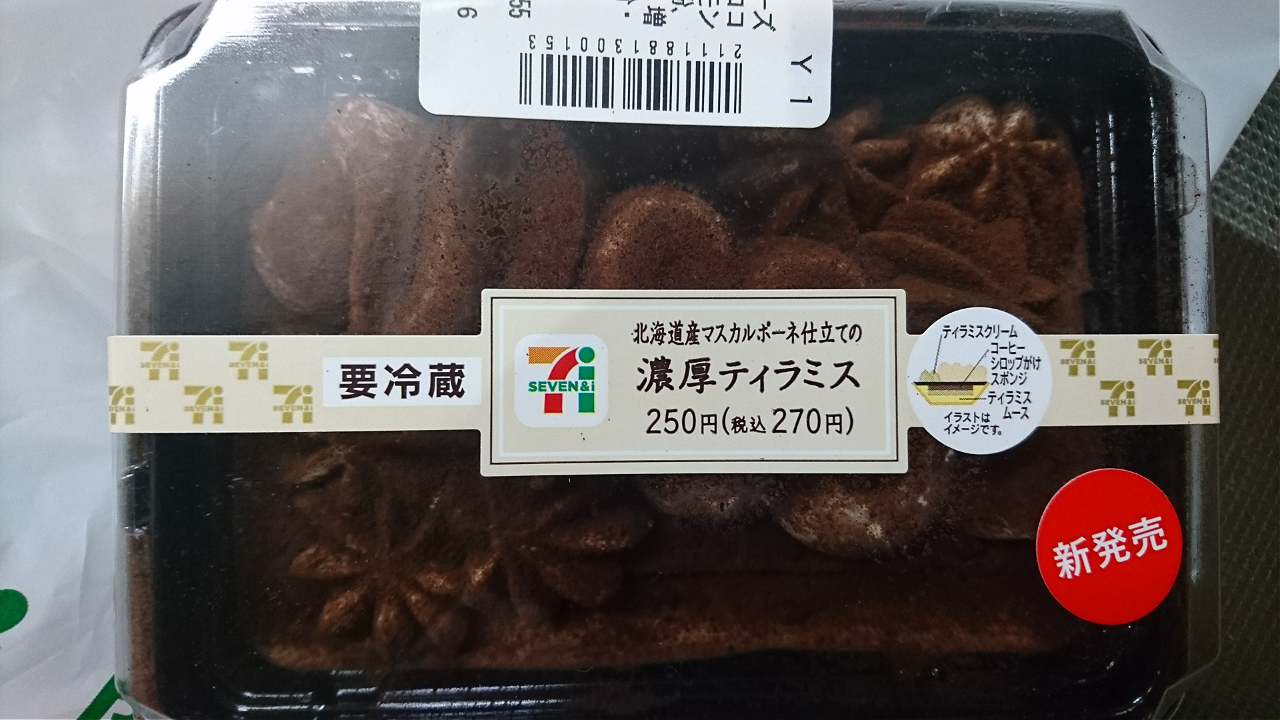 Y 1
2111881300153
北海道産マスカルポーネ仕立ての
濃厚ティラミス
250円(税込270円)
要冷蔵
SEVEN&i
ティラミスクリーム
コーヒー
シロップがけ
スポンジ
ティラミス
ムース
イラストは
イメージです。
新発売